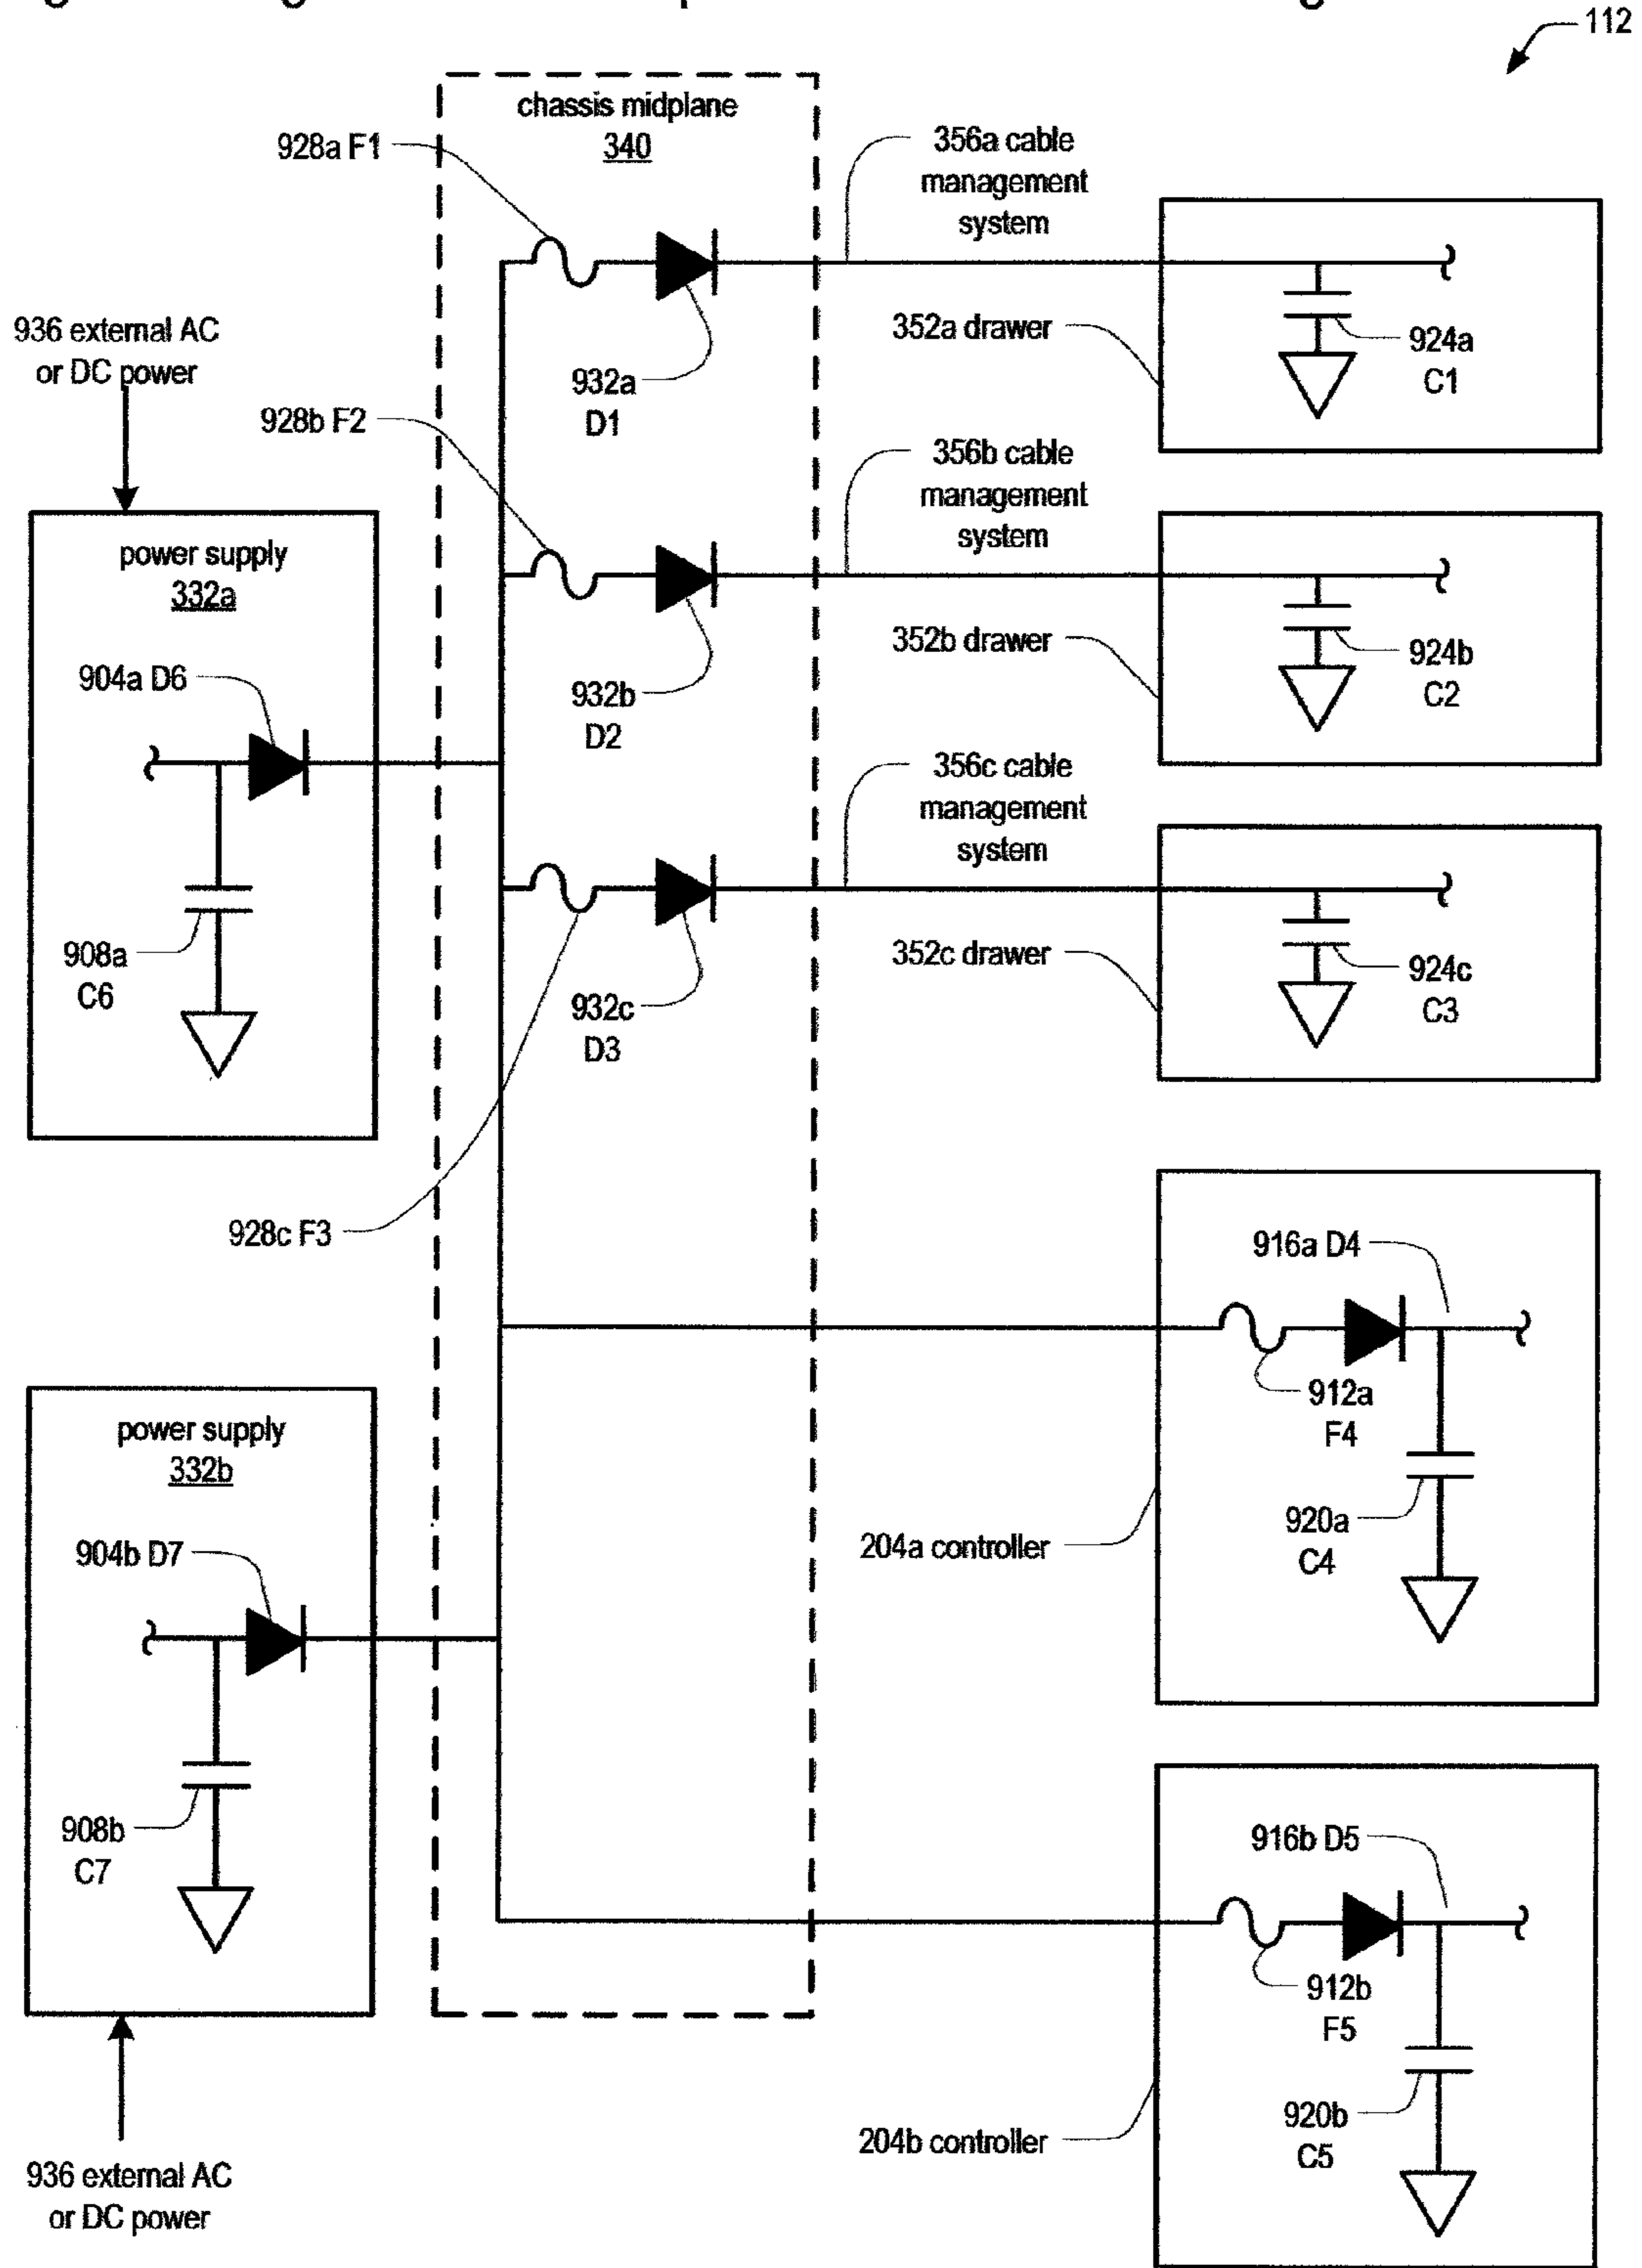 112
chassis midplane
340
928a F1
356a cable
management
system
936 external AC
or DC power
352a drawer
924a
C1
932a
D1
928b F2
356b cable
management
system
power supply
332a
352b drawer
924b
C2
904a D6
932b
D2
356c cable
management
system
908a
C6
352c drawer
924c
C3
932c
D3
928c F3
916a D4
912a
F4
power supply
332b
920a
C4
204a controller
904b D7
908b
C7
916b D5
912b
F5
920b
C5
204b controller
936 external AC
or DC power